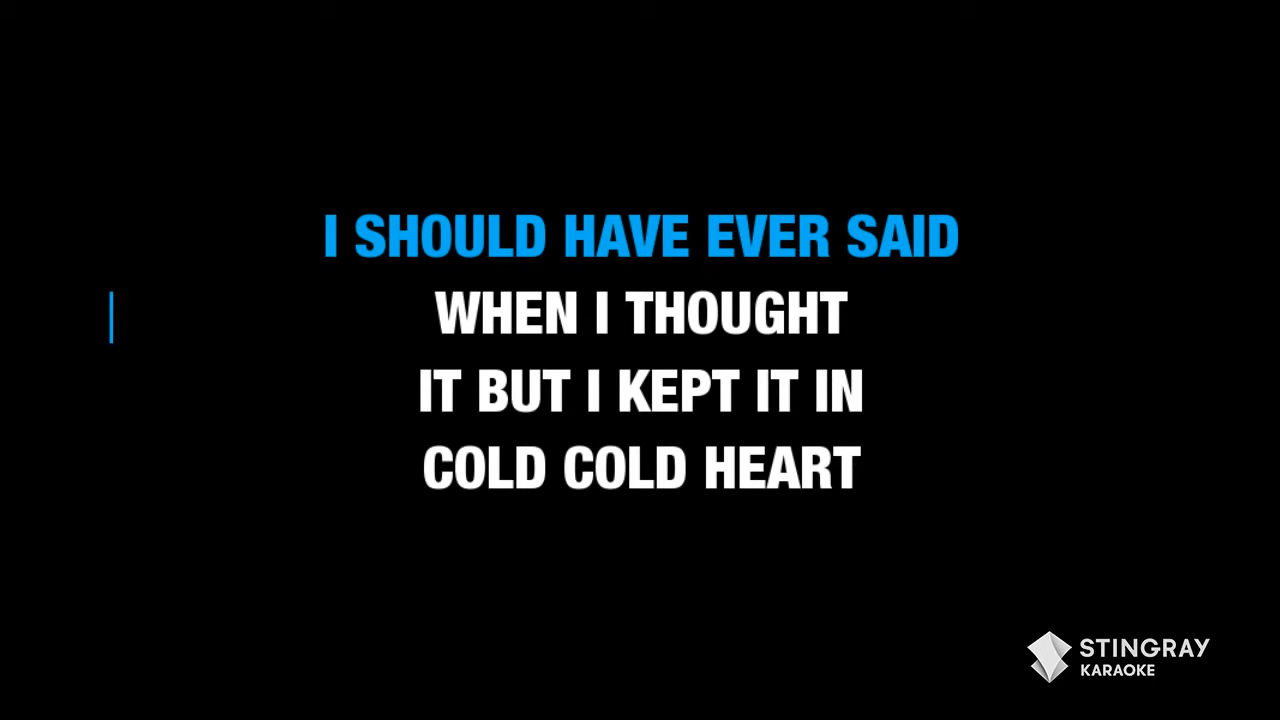 I SHOULD HAVE EVER SAID
WHEN I THOUGHT
IT BUT I KEPT IT IN
COLD COLD HEART
STINGRAY
KARAOKE